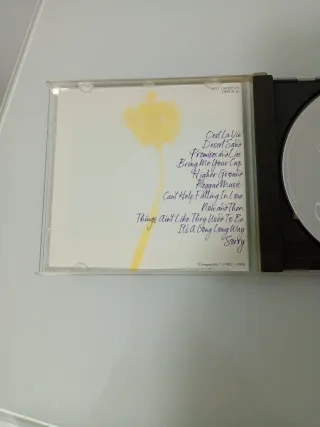 C'est La Vie
Desert Sand
Promises and Lies
Bring Me Your Cup
Higher Ground
Reggae Music
Can't Help Falling In Love
Now and Then
Things Ain't Like They Used To Be
It's A Long Long Way
Sorry